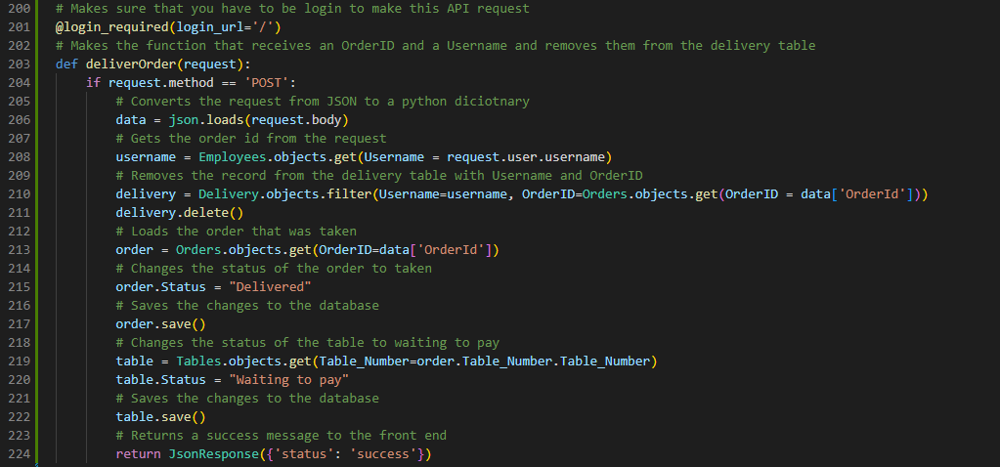 200 # Makes sure that you have to be login to make this API request
201 @login_required(login_url='/')
202 # Makes the function that receives an OrderID and a Username and removes them from the delivery table
203 def deliverOrder(request):
204     if request.method == 'POST':
205         # Converts the request from JSON to a python diciotnary
206         data = json.loads(request.body)
207         # Gets the order id from the request
208         username = Employees.objects.get(Username = request.user.username)
209         # Removes the record from the delivery table with Username and OrderID
210         delivery = Delivery.objects.filter(Username=username, OrderID=Orders.objects.get(OrderID = data['OrderId']))
211         delivery.delete()
212         # Loads the order that was taken
213         order = Orders.objects.get(OrderID=data['OrderId'])
214         # Changes the status of the order to taken
215         order.Status = "Delivered"
216         # Saves the changes to the database
217         order.save()
218         # Changes the status of the table to waiting to pay
219         table = Tables.objects.get(Table_Number=order.Table_Number.Table_Number)
220         table.Status = "Waiting to pay"
221         # Saves the changes to the database
222         table.save()
223         # Returns a success message to the front end
224         return JsonResponse({'status': 'success'})